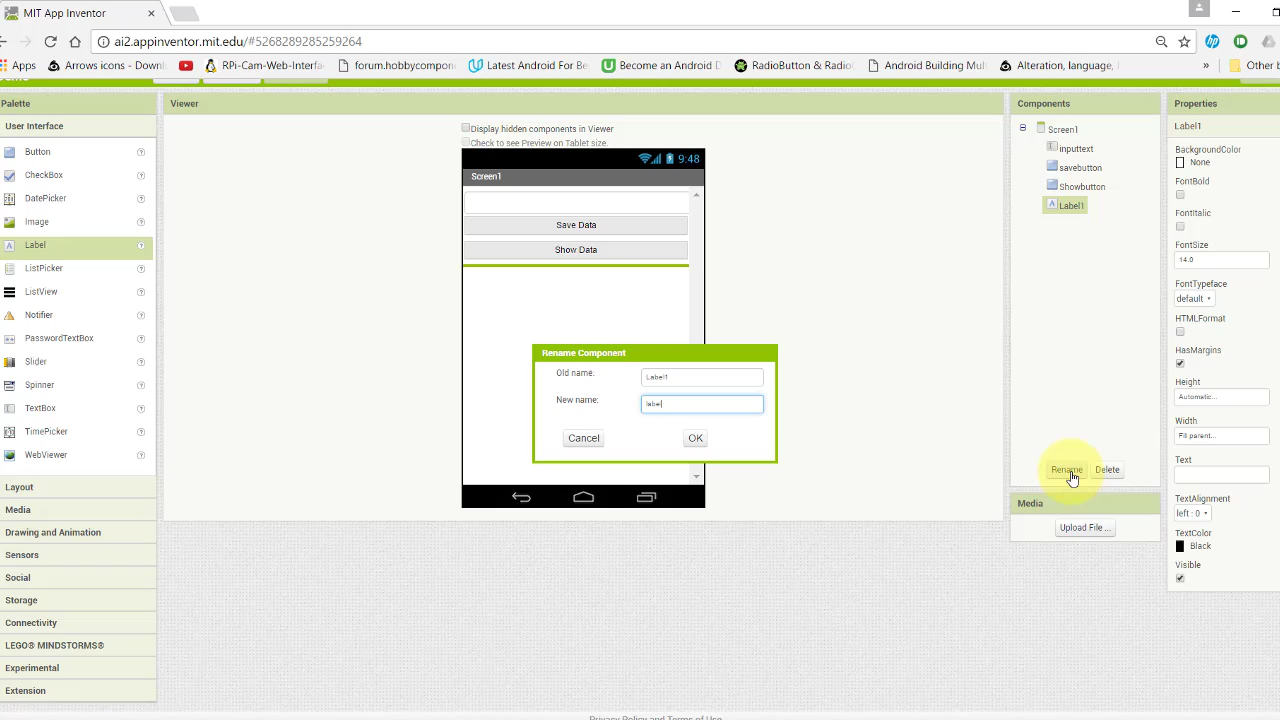 MIT App Inventor
ai2.appinventor.mit.edu/#5268289285259264
Apps
Arrows icons - Downl
RPi-Cam-Web-Interfa
forum.hobbycompone
Latest Android For Be
Become an Android D
RadioButton & Radio
Android Building Mul
Alteration, language,
»
Other b
Palette
User Interface
Button
CheckBox
DatePicker
Image
Label
ListPicker
ListView
Notifier
PasswordTextBox
Slider
Spinner
TextBox
TimePicker
WebViewer
Layout
Media
Drawing and Animation
Sensors
Social
Storage
Connectivity
LEGO® MINDSTORMS®
Experimental
Extension
Viewer
Display hidden components in Viewer
Check to see Preview on Tablet size.
9:48
Screen1
Save Data
Show Data
Rename Component
Old name:
Label1
New name:
label
Cancel
OK
Components
Screen1
inputtext
savebutton
Showbutton
Label1
Rename
Delete
Media
Upload File ...
Properties
Label1
BackgroundColor
None
FontBold
FontItalic
FontSize
14.0
FontTypeface
default
HTMLFormat
HasMargins
Height
Automatic...
Width
Fill parent...
Text
TextAlignment
left : 0
TextColor
Black
Visible
Privacy Policy and Terms of Use